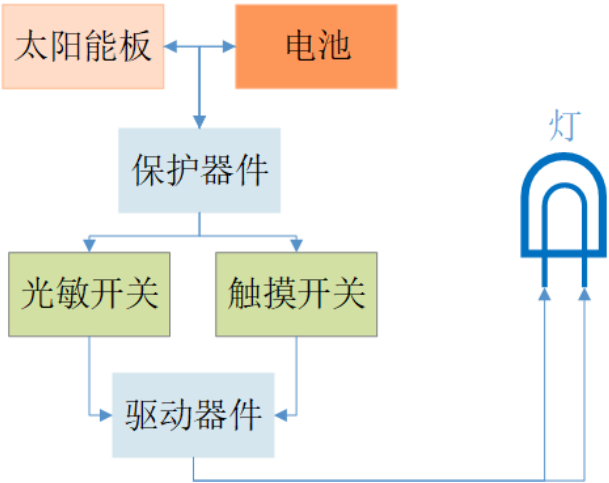 太阳能板
电池
灯
保护器件
光敏开关
触摸开关
驱动器件